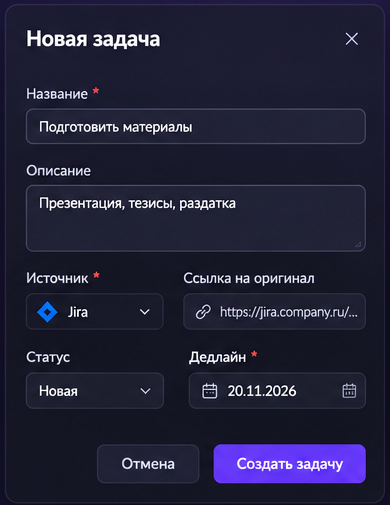 Новая задача
Название *
Подготовить материалы
Описание
Презентация, тезисы, раздатка
Источник * Ссылка на оригинал
Jira https://jira.company.ru/...
Статус Дедлайн *
Новая 20.11.2026
Отмена Создать задачу